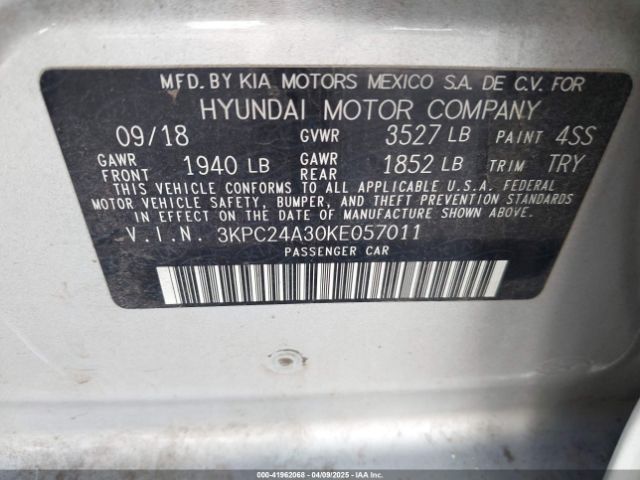 MFD. BY KIA MOTORS MEXICO S.A. DE C.V. FOR
HYUNDAI MOTOR COMPANY
09/18 GVWR 3527 LB PAINT 4SS
GAWR FRONT 1940 LB GAWR REAR 1852 LB TRIM TRY
THIS VEHICLE CONFORMS TO ALL APPLICABLE U.S.A. FEDERAL
MOTOR VEHICLE SAFETY, BUMPER, AND THEFT PREVENTION STANDARDS
IN EFFECT ON THE DATE OF MANUFACTURE SHOWN ABOVE.
V.I.N. 3KPC24A30KE057011
PASSENGER CAR
000-41962068 - 04/09/2025 - IAAI.COM